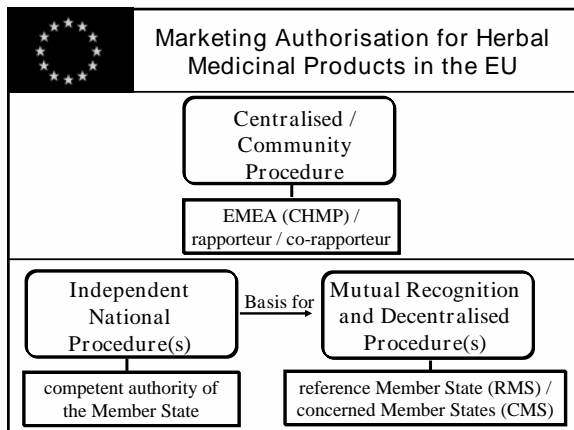 Marketing Authorisation for Herbal
Medicinal Products in the EU
Centralised /
Community
Procedure
EMEA (CHMP) /
rapporteur / co-rapporteur
Independent
National
Procedure(s)
Basis for
Mutual Recognition
and Decentralised
Procedure(s)
competent authority of
the Member State
reference Member State (RMS) /
concerned Member States (CMS)